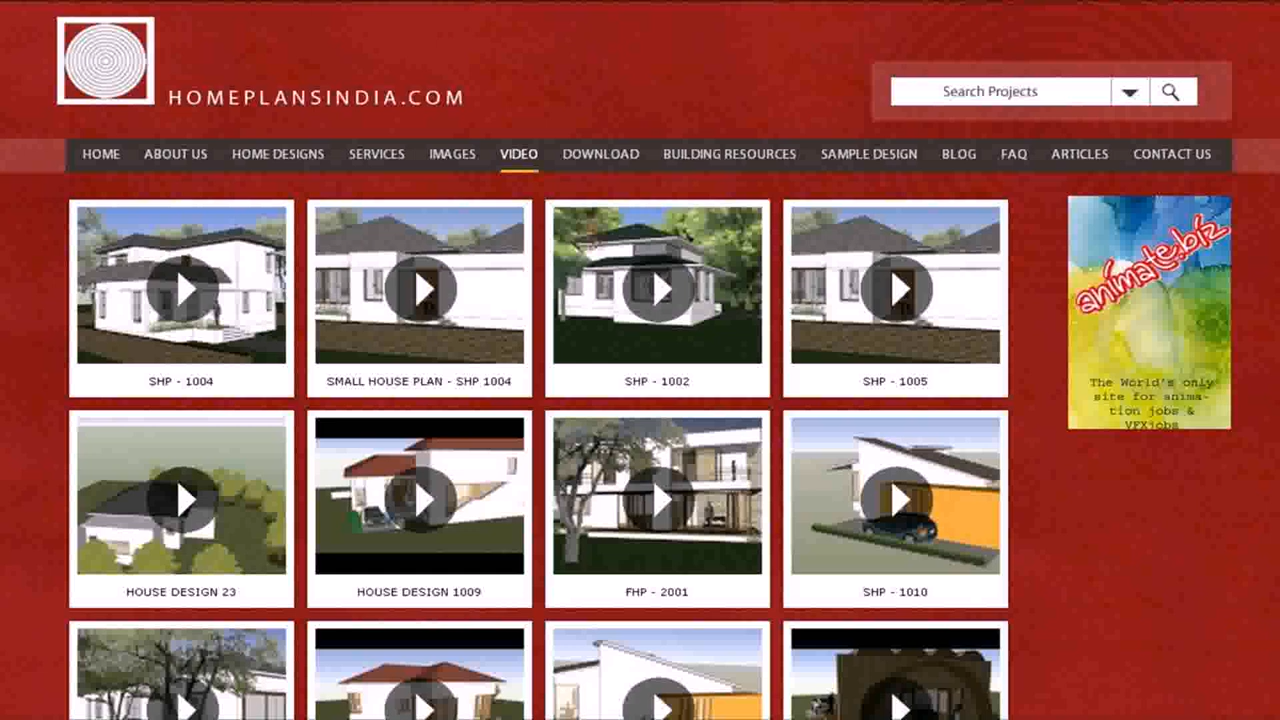 HOMEPLANSINDIA.COM
Search Projects
HOME ABOUT US HOME DESIGNS SERVICES IMAGES VIDEO DOWNLOAD BUILDING RESOURCES SAMPLE DESIGN BLOG FAQ ARTICLES CONTACT US
animate.biz
The World's only
site for anima-
tion jobs &
VFXjobs
SHP - 1004
SMALL HOUSE PLAN - SHP 1004
SHP - 1002
SHP - 1005
HOUSE DESIGN 23
HOUSE DESIGN 1009
FHP - 2001
SHP - 1010